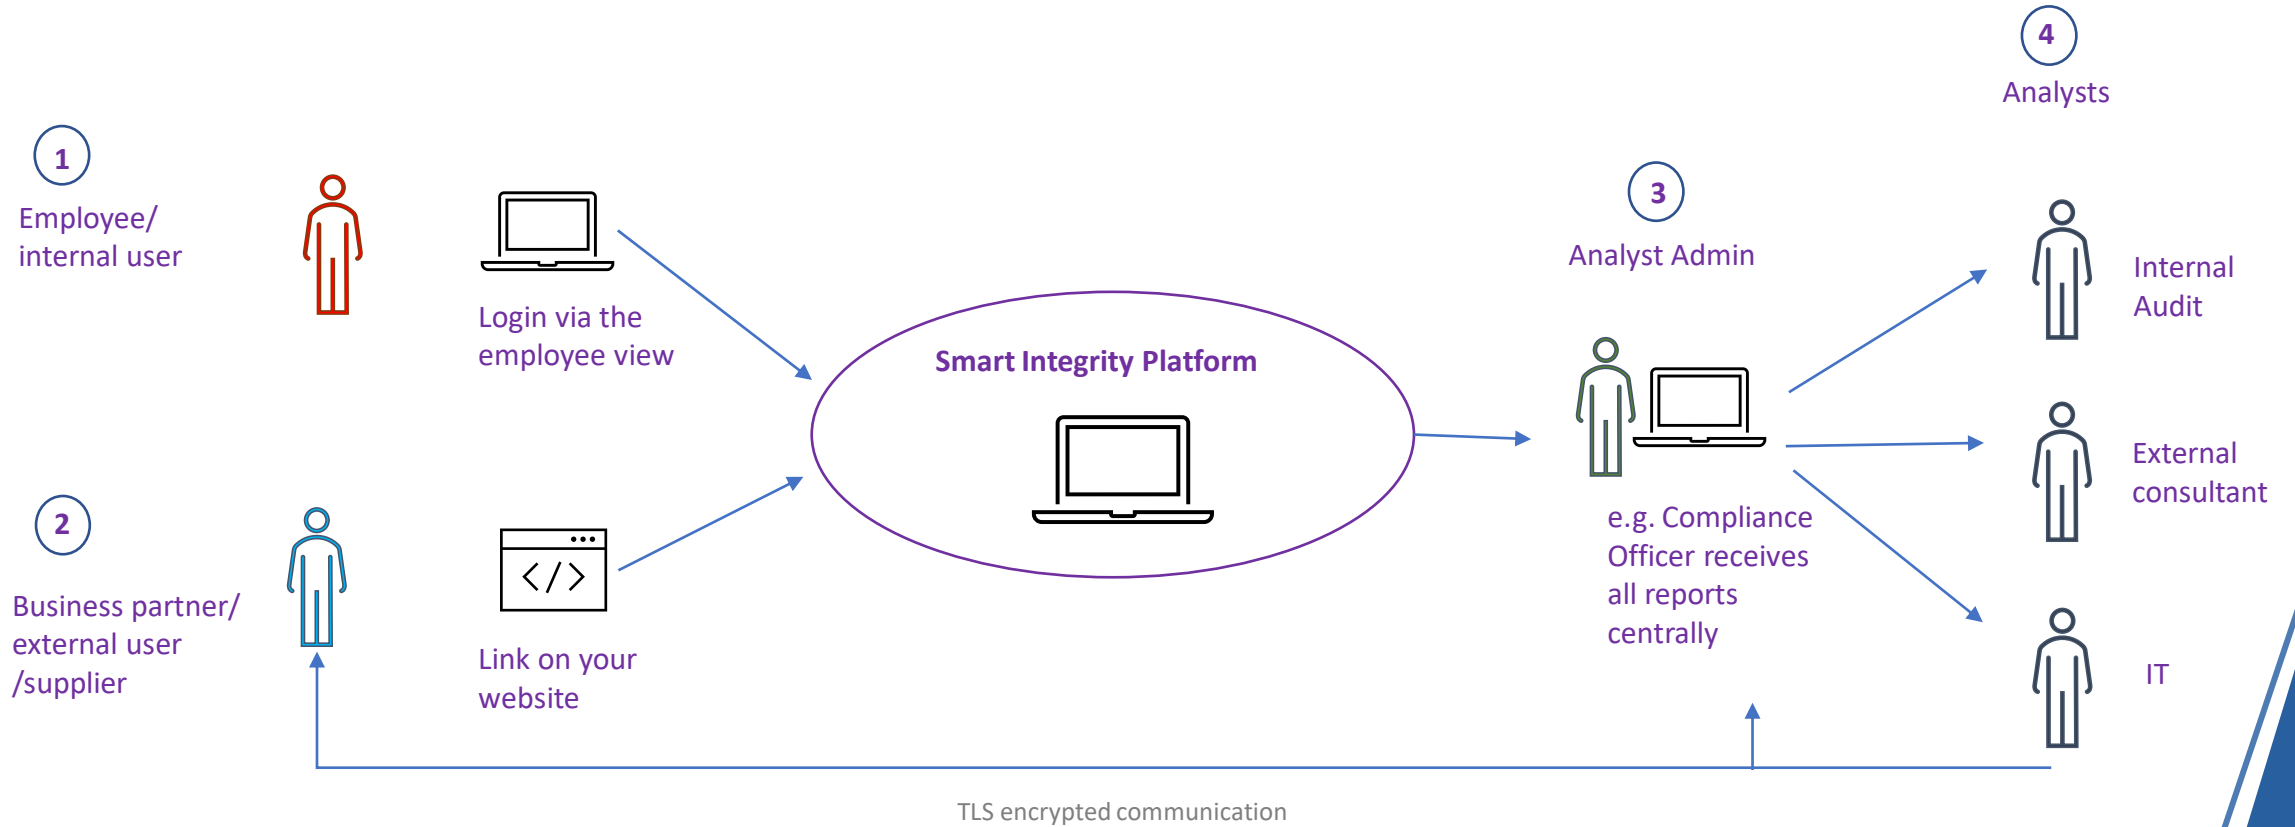 1
Employee/
internal user
Login via the
employee view
2
Business partner/
external user
/supplier
</>
Link on your
website
Smart Integrity Platform
3
Analyst Admin
e.g. Compliance
Officer receives
all reports
centrally
4
Analysts
Internal
Audit
External
consultant
IT
TLS encrypted communication